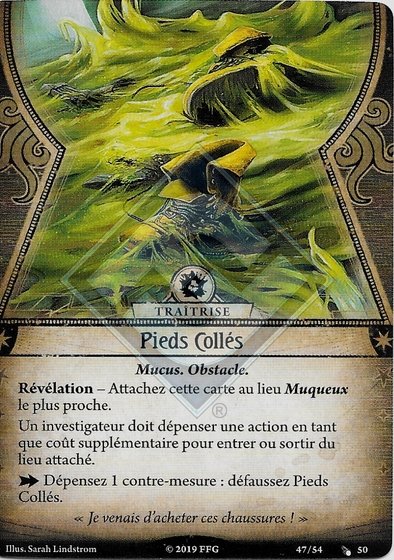 TRAÎTRISE
Pieds Collés
Mucus. Obstacle.
Révélation – Attachez cette carte au lieu Muqueux
le plus proche.
Un investigateur doit dépenser une action en tant
que coût supplémentaire pour entrer ou sortir du
lieu attaché.
Dépensez 1 contre-mesure : défaussez Pieds
Collés.
« Je venais d'acheter ces chaussures ! »
Illus. Sarah Lindstrom © 2019 FFG 47/54 50